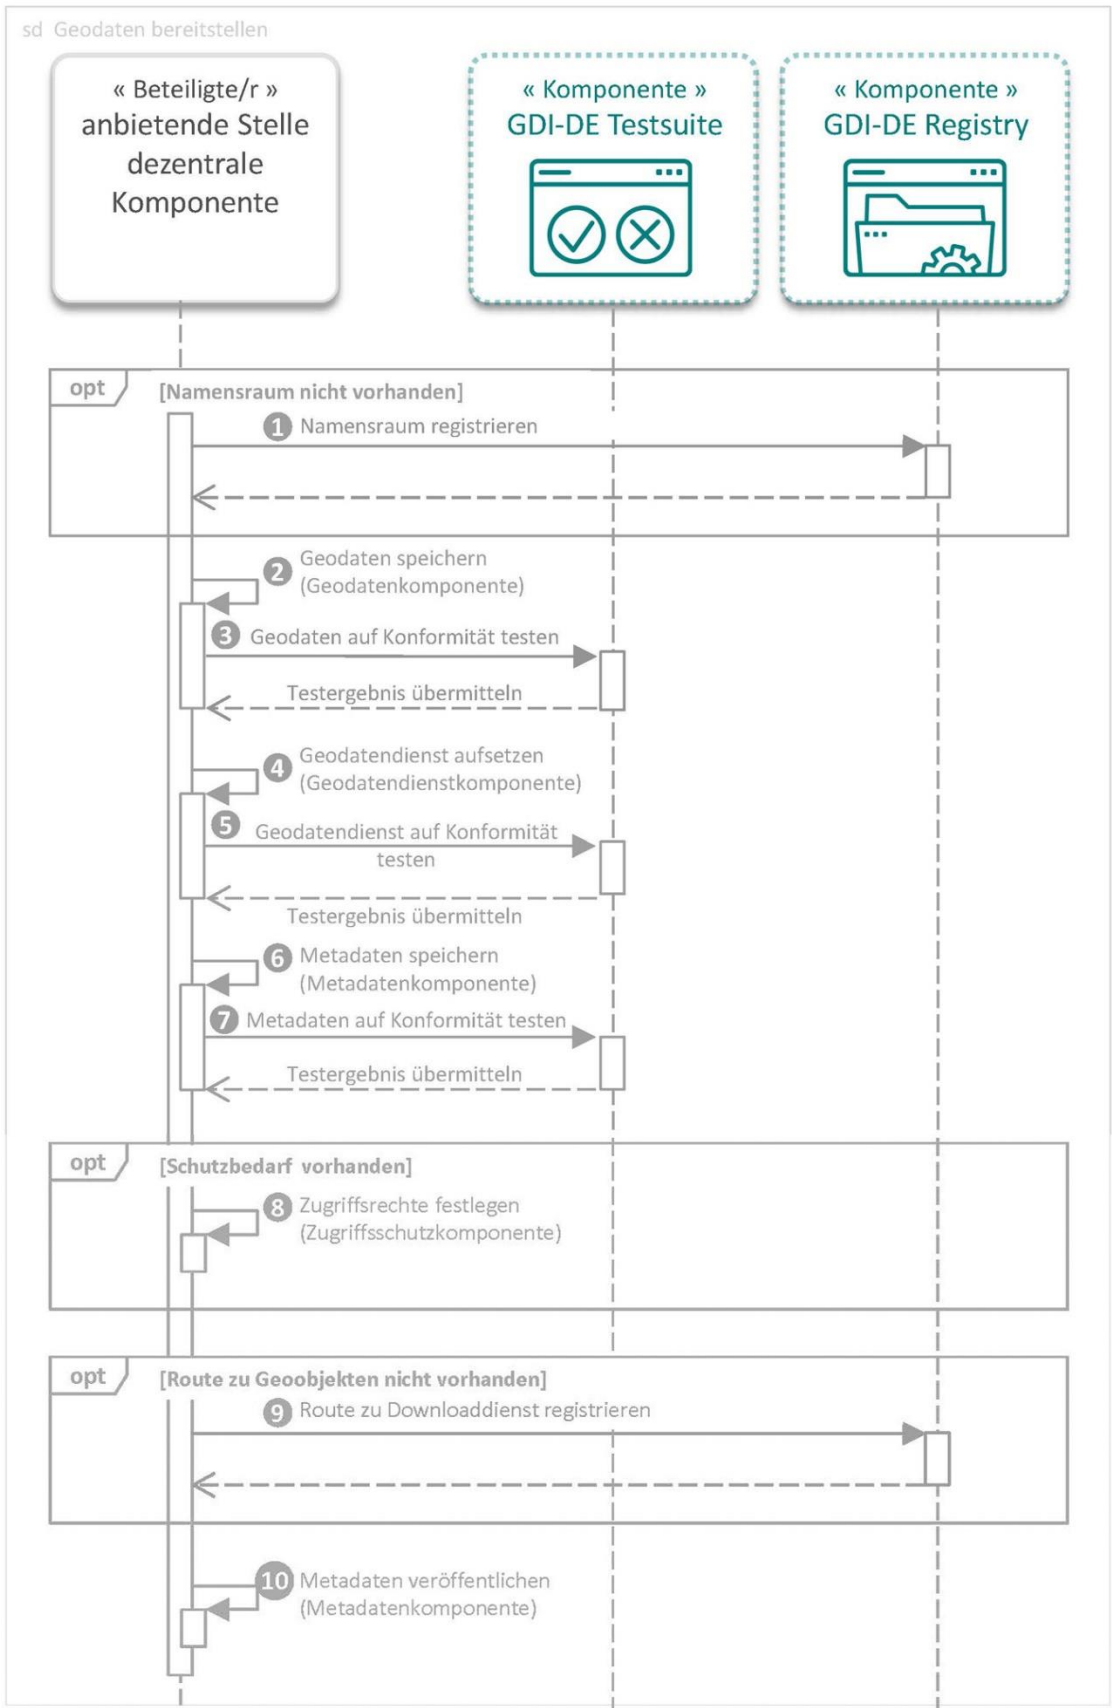 sd Geodaten bereitstellen
« Beteiligte/r »
anbietende Stelle
dezentrale
Komponente
« Komponente »
GDI-DE Testsuite
« Komponente »
GDI-DE Registry
opt
[Namensraum nicht vorhanden]
1 Namensraum registrieren
2 Geodaten speichern
(Geodatenkomponente)
3 Geodaten auf Konformität testen
Testergebnis übermitteln
4 Geodatendienst aufsetzen
(Geodatendienstkomponente)
5 Geodatendienst auf Konformität
testen
Testergebnis übermitteln
6 Metadaten speichern
(Metadatenkomponente)
7 Metadaten auf Konformität testen
Testergebnis übermitteln
opt
[Schutzbedarf vorhanden]
8 Zugriffsrechte festlegen
(Zugriffsschutzkomponente)
opt
[Route zu Geoobjekten nicht vorhanden]
9 Route zu Downloaddienst registrieren
10 Metadaten veröffentlichen
(Metadatenkomponente)